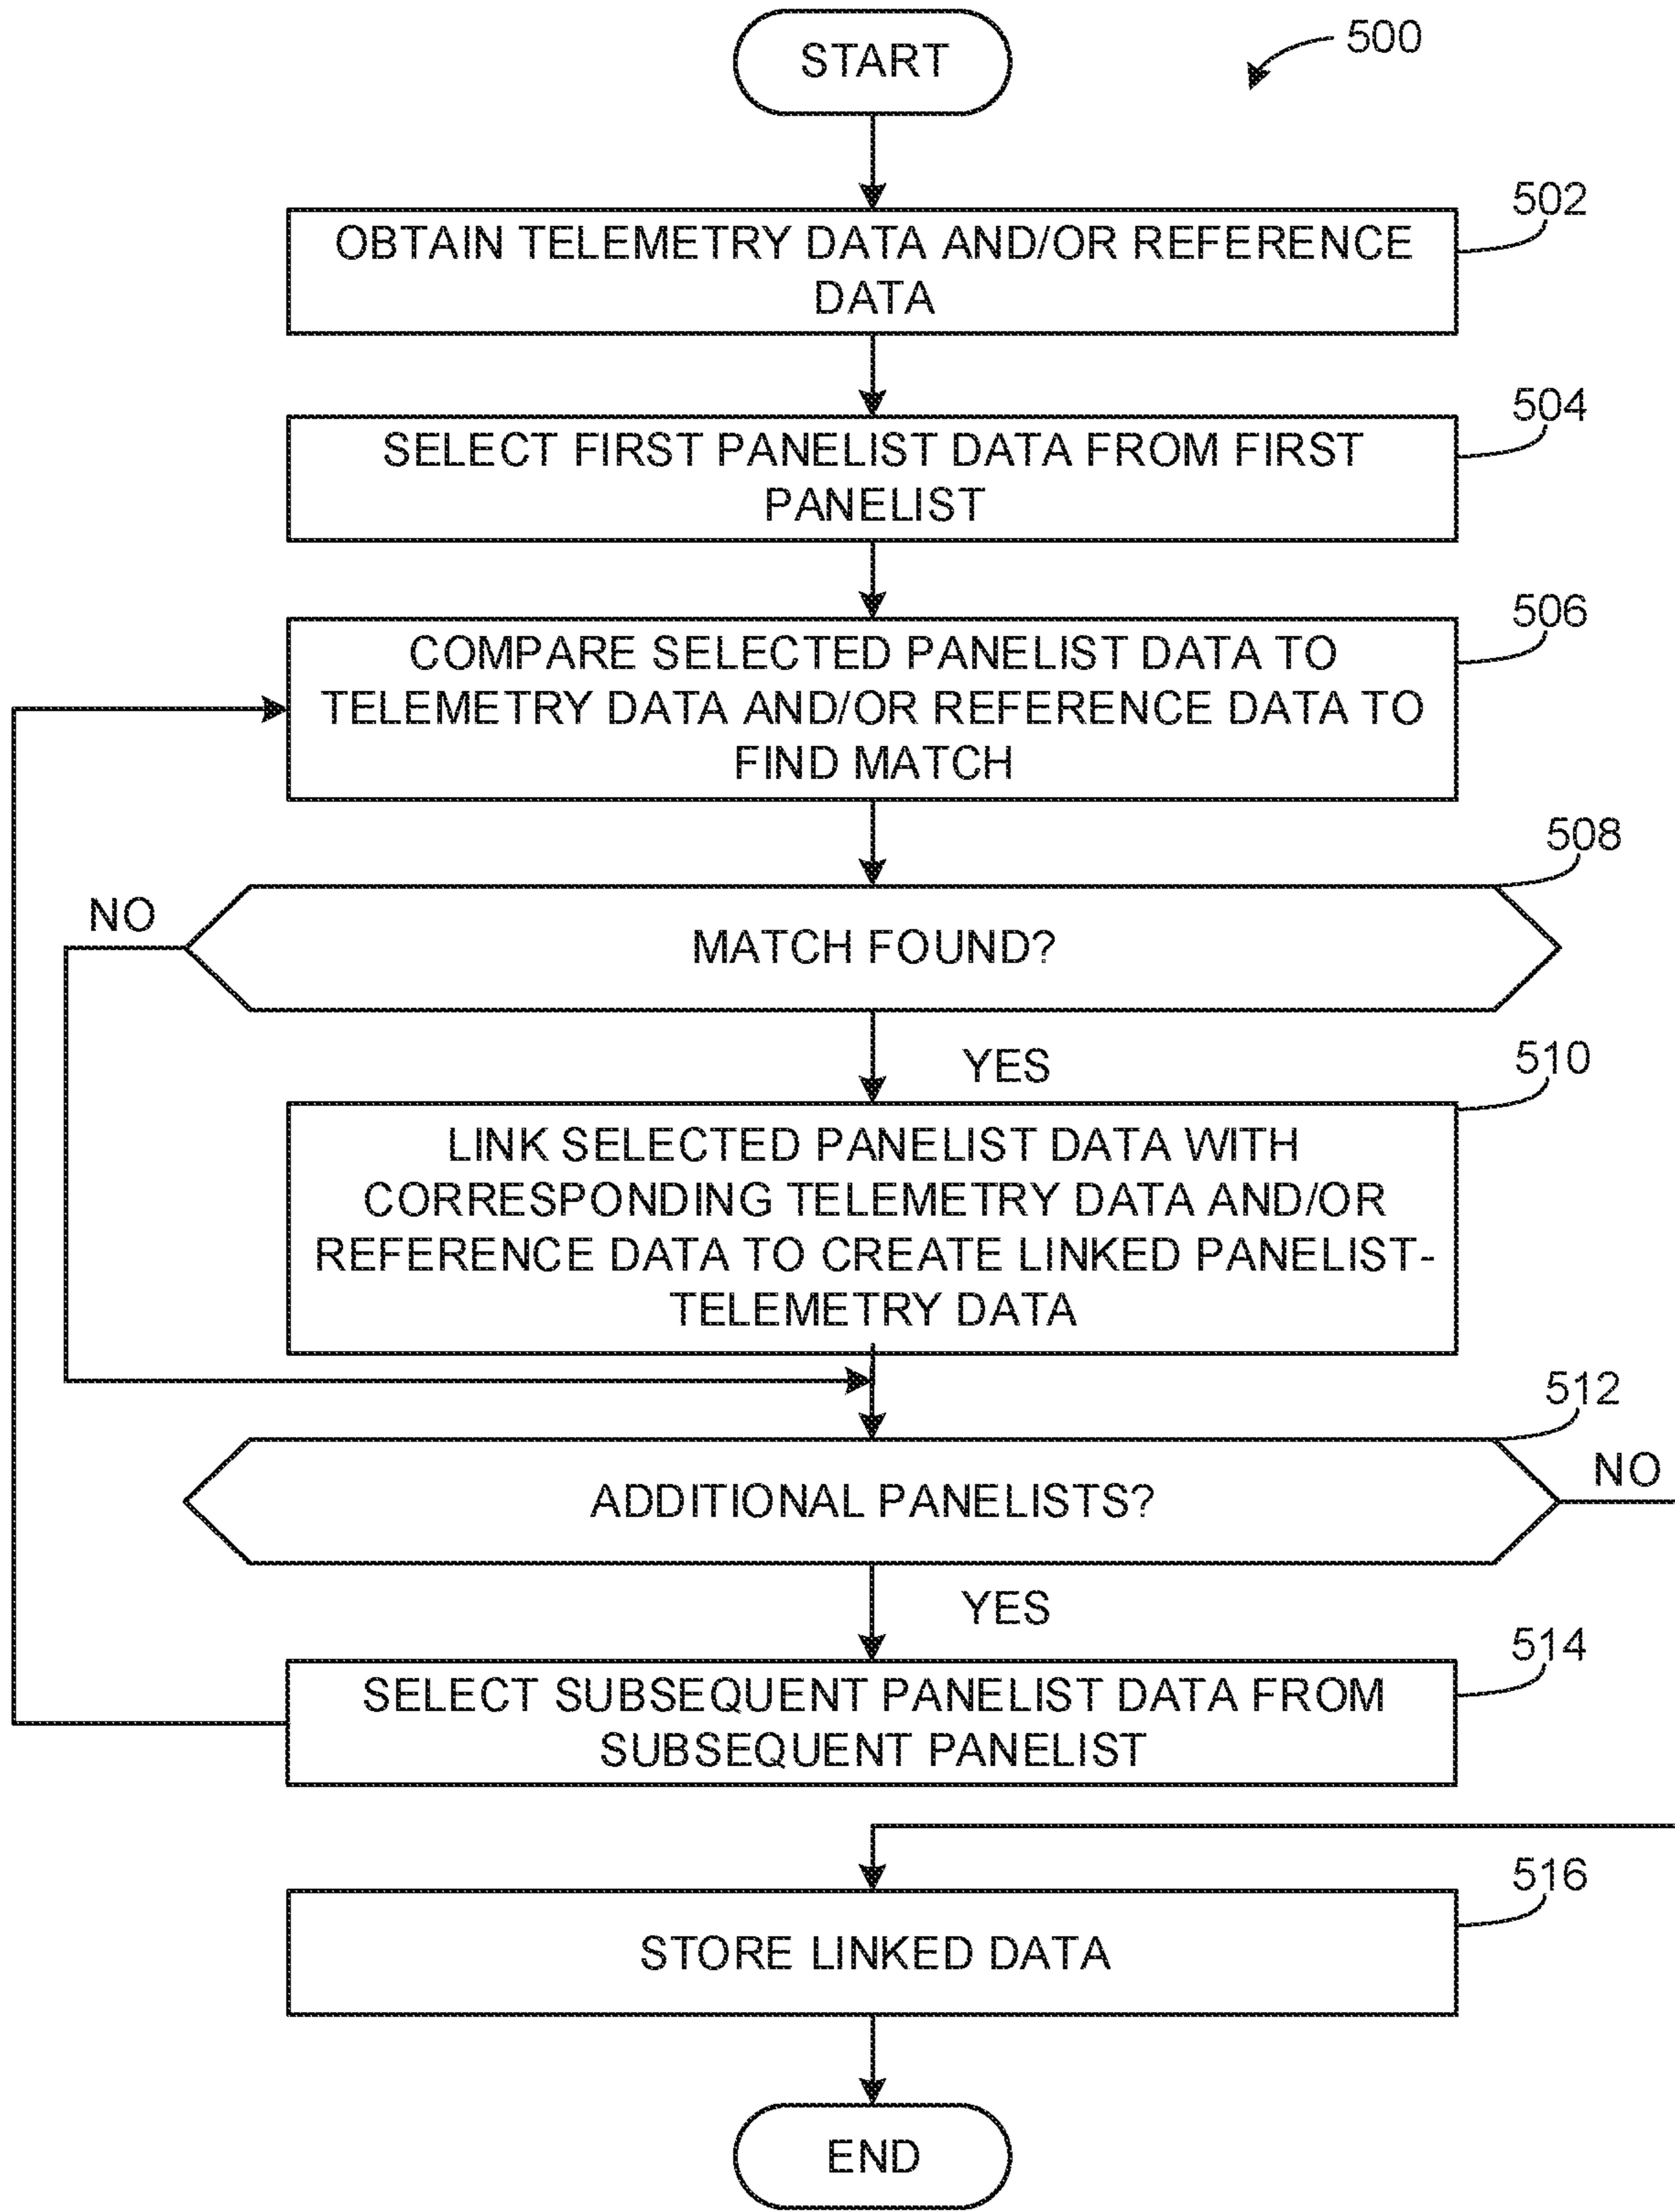 START
500
502
OBTAIN TELEMETRY DATA AND/OR REFERENCE
DATA
504
SELECT FIRST PANELIST DATA FROM FIRST
PANELIST
506
COMPARE SELECTED PANELIST DATA TO
TELEMETRY DATA AND/OR REFERENCE DATA TO
FIND MATCH
508
NO
MATCH FOUND?
YES
510
LINK SELECTED PANELIST DATA WITH
CORRESPONDING TELEMETRY DATA AND/OR
REFERENCE DATA TO CREATE LINKED PANELIST-
TELEMETRY DATA
512
NO
ADDITIONAL PANELISTS?
YES
514
SELECT SUBSEQUENT PANELIST DATA FROM
SUBSEQUENT PANELIST
516
STORE LINKED DATA
END